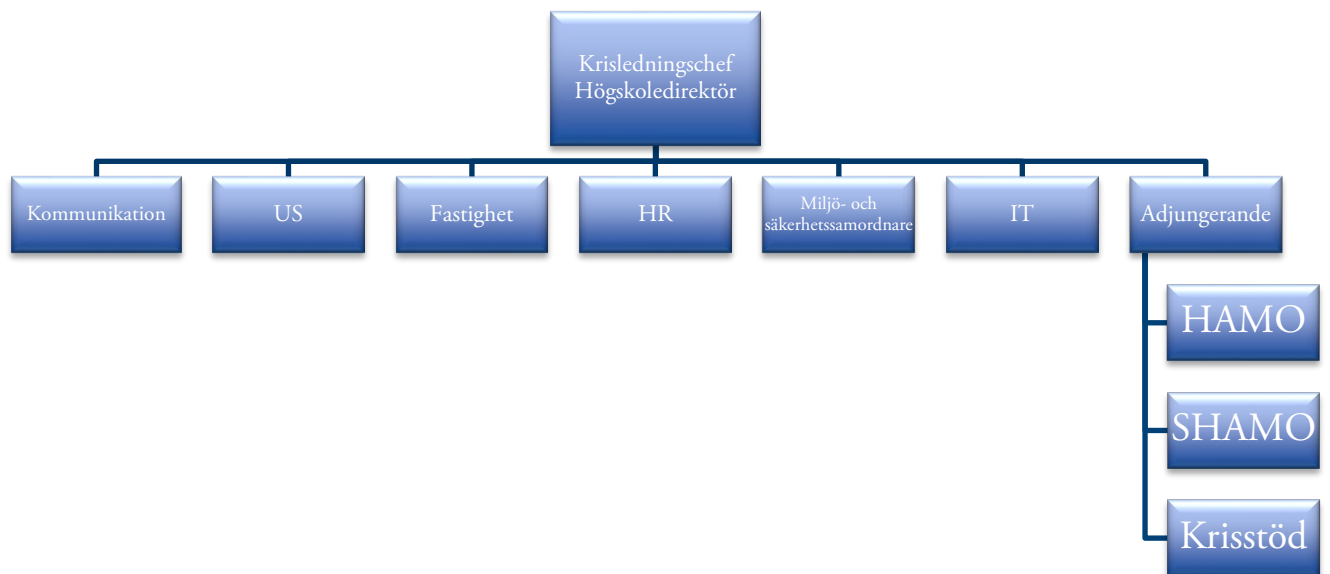 Krisledningschef
Högskoledirektör
Kommunikation
US
Fastighet
HR
Miljö- och
säkerhetssamordnare
IT
Adjungerande
HAMO
SHAMO
Krisstöd